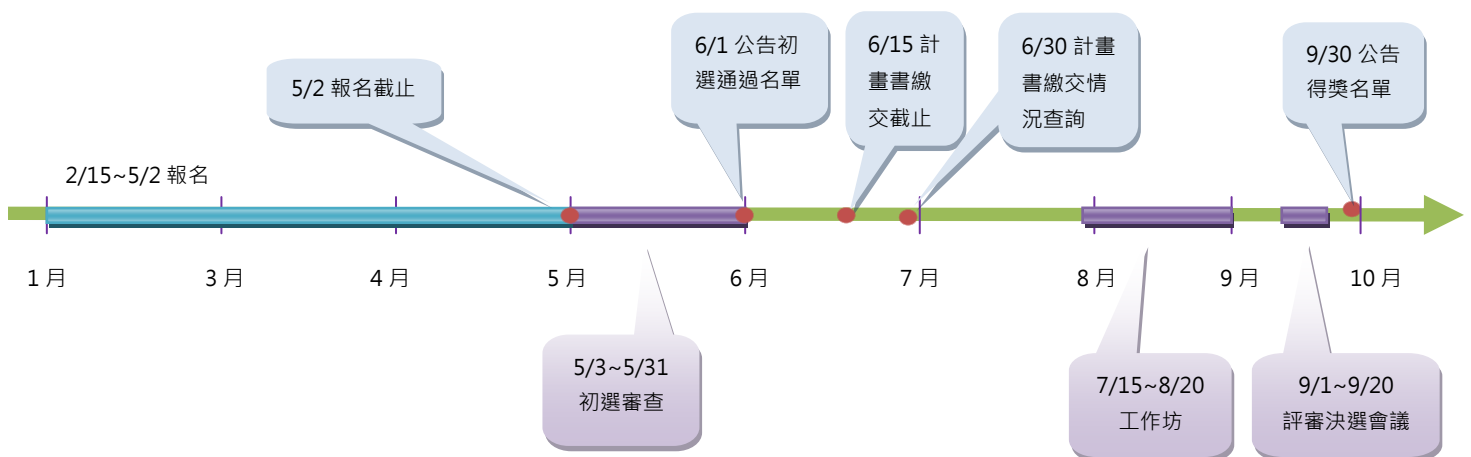 6/1 公告初
選通過名單
6/15 計
畫書繳
交截止
6/30 計畫
書繳交情
況查詢
9/30 公告
得獎名單
5/2 報名截止
2/15~5/2 報名
1 月
3 月
4 月
5 月
6 月
7 月
8 月
9 月
10 月
5/3~5/31
初選審查
7/15~8/20
工作坊
9/1~9/20
評審決選會議